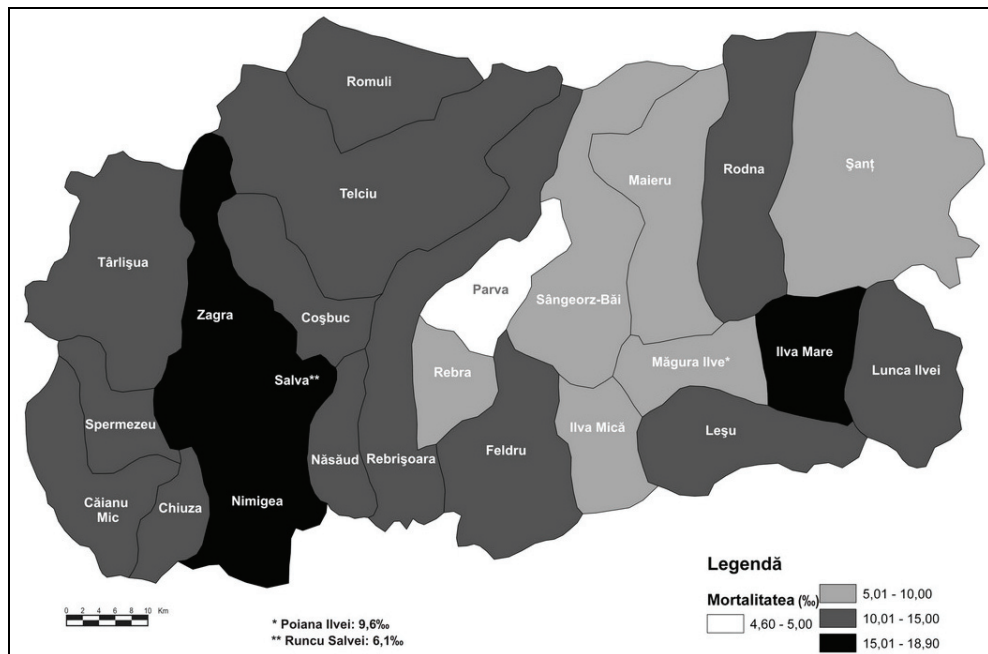 Romuli
Telciu
Maieru
Rodna
Șanț
Târlişua
Zagra
Coşbuc
Parva
Sângeorz-Băi
Salva**
Rebra
Măgura Ilve*
Ilva Mare
Lunca Ilvei
Spermezeu
Năsăud
Rebrişoara
Feldru
Ilva Mică
Leşu
Căianu
Mic
Chiuza
Nimigea
0 2 4 6 8 10 Km
* Poiana Ilvei: 9,6‰
** Runcu Salvei: 6,1‰
Legendă
Mortalitatea (‰)
4,60 - 5,00
5,01 - 10,00
10,01 - 15,00
15,01 - 18,90